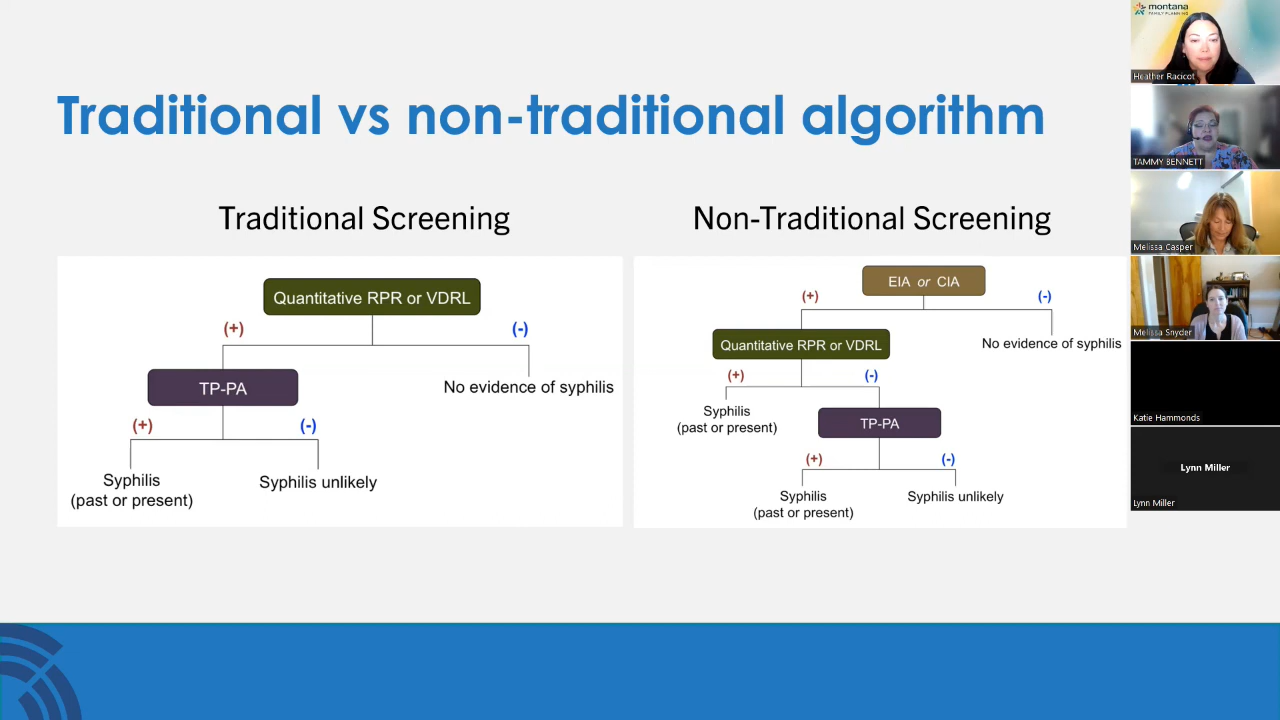 Traditional vs non-traditional algorithm
Traditional Screening
Quantitative RPR or VDRL
(+)
(-)
TP-PA
No evidence of syphilis
(+)
(-)
Syphilis
(past or present)
Syphilis unlikely
Non-Traditional Screening
EIA or CIA
(+)
(-)
Quantitative RPR or VDRL
No evidence of syphilis
(+)
(-)
Syphilis
(past or present)
TP-PA
(+)
(-)
Syphilis
(past or present)
Syphilis unlikely
montana
FAMILY PLANNING
Heather Racicot
TAMMY BENNETT
Melissa Casper
Melissa Snyder
Katie Hammonds
Lynn Miller
Lynn Miller